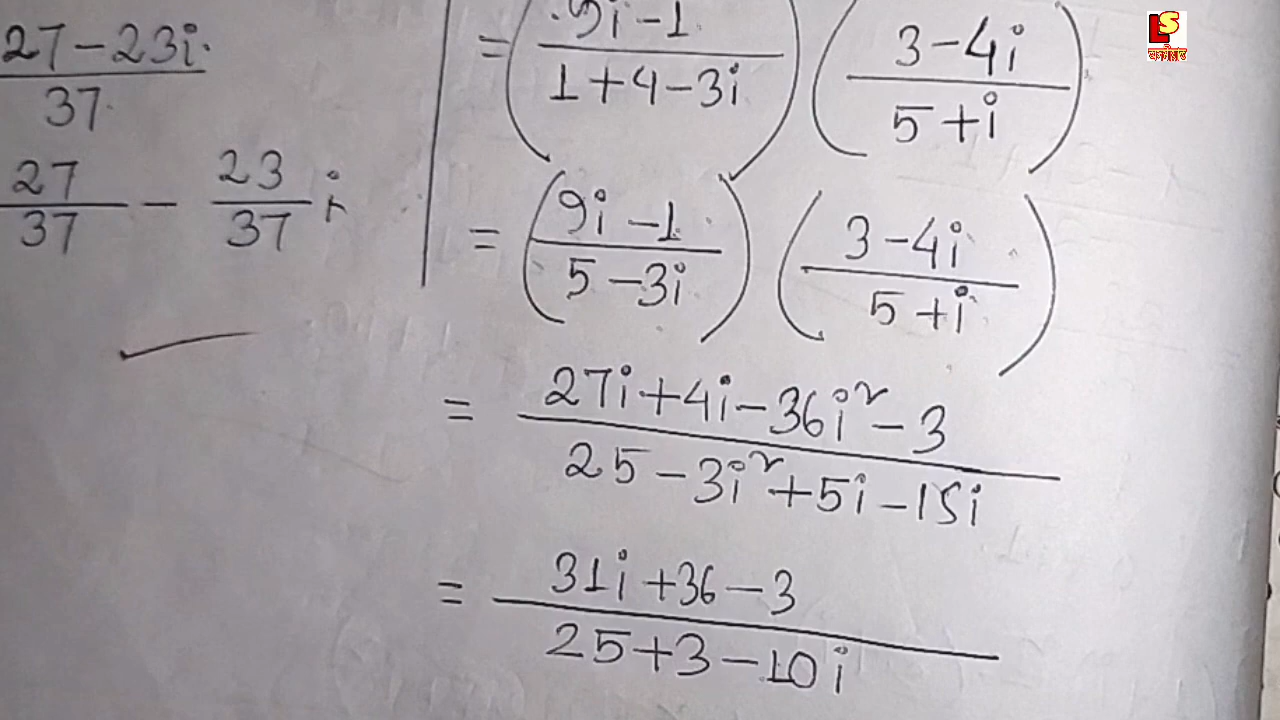 27-23i
37
27/37 - 23/37 i
= (9i-1 / 1+4-3i) (3-4i / 5+i)
= (9i-1 / 5-3i) (3-4i / 5+i)
= 27i+4i-36i²-3
25-3i²+5i-15i
= 31i+36-3
25+3-10i
LS